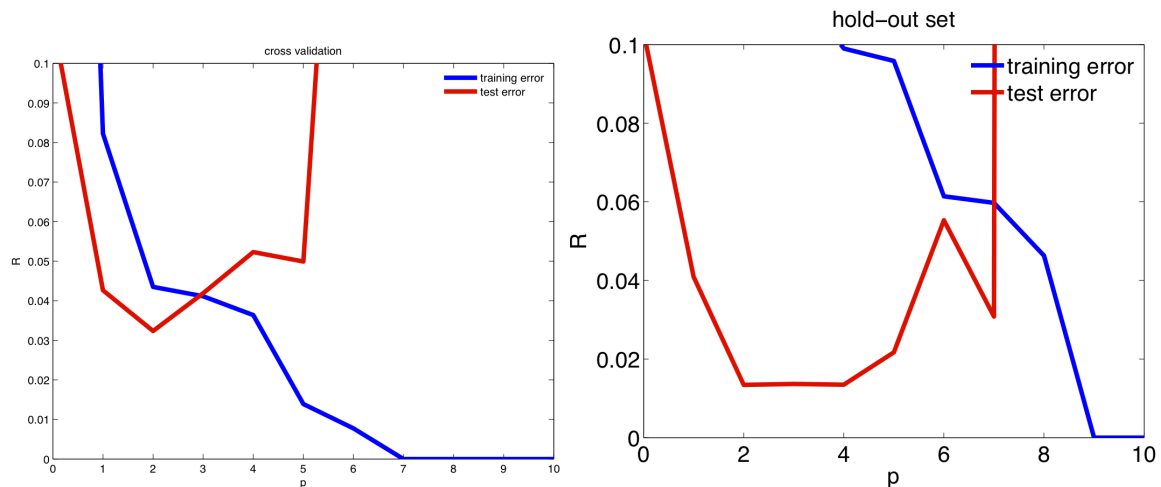 cross validation
training error
test error
0.1
0.09
0.08
0.07
0.06
0.05
0.04
0.03
0.02
0.01
0
R
0 1 2 3 4 5 6 7 8 9 10
p
hold-out set
training error
test error
0.1
0.08
0.06
0.04
0.02
0
R
0 2 4 6 8 10
p